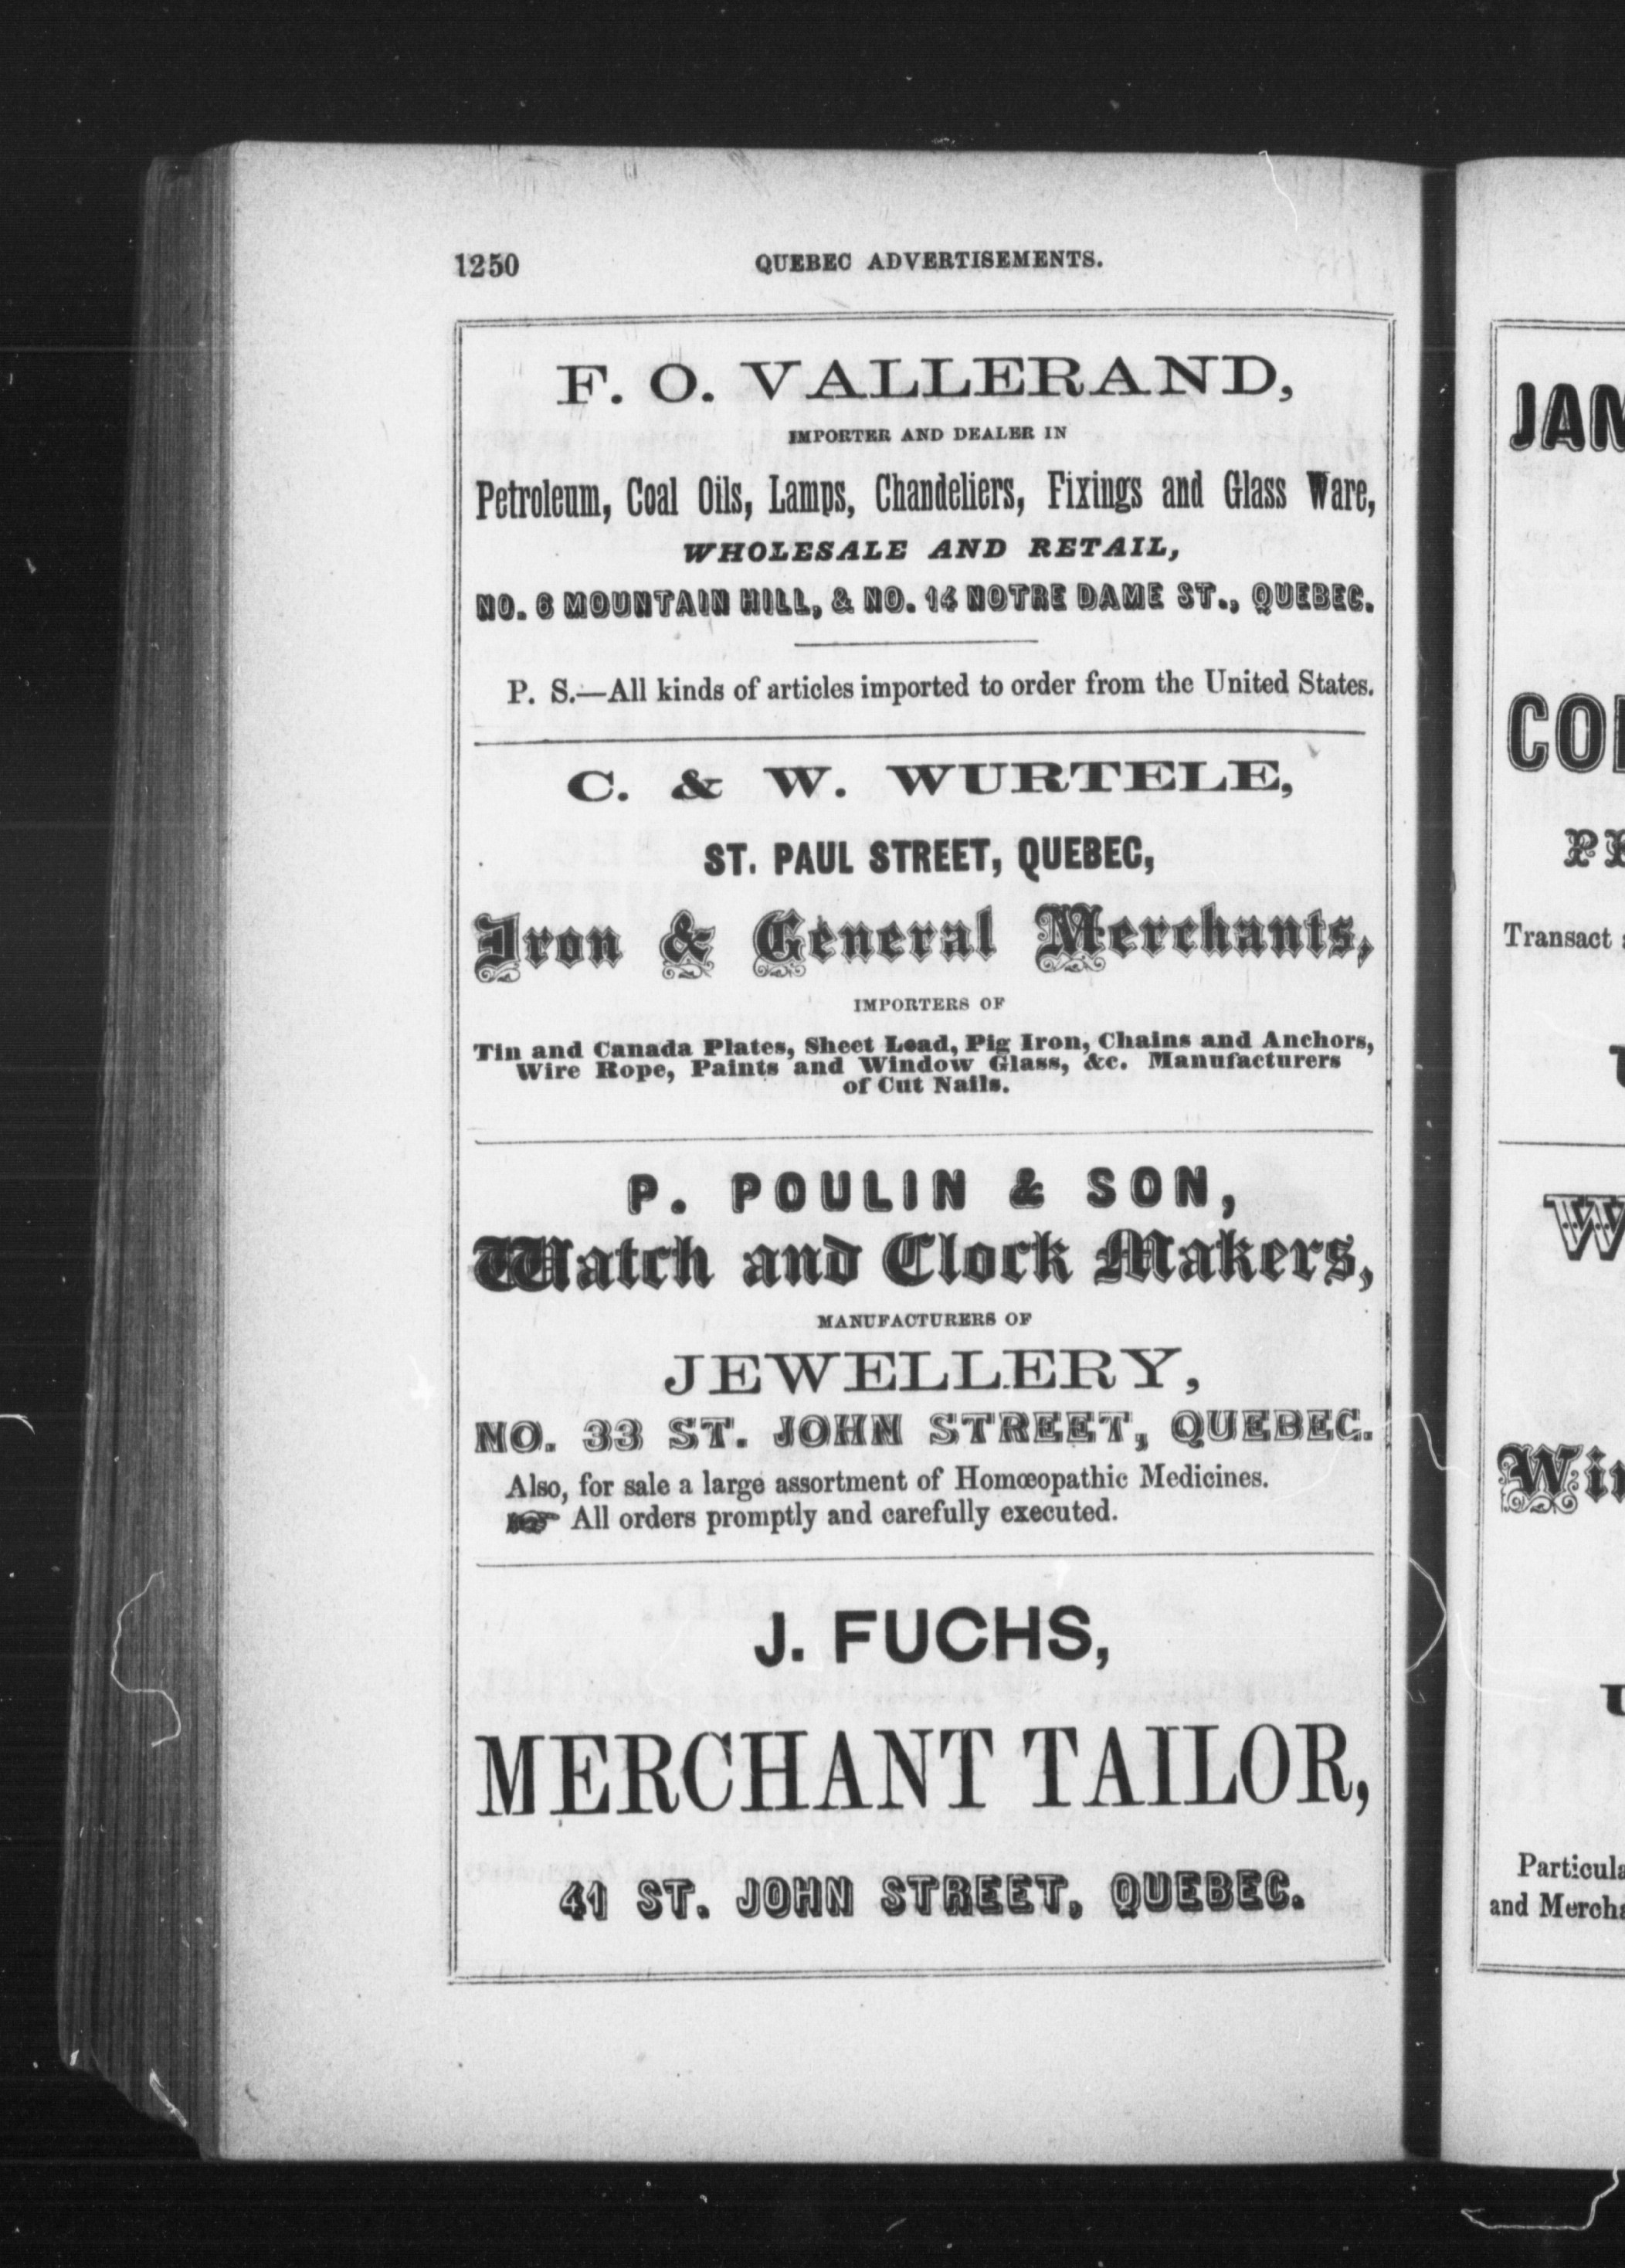 1250 QUEBEC ADVERTISEMENTS.
F. O. VALLERAND,
IMPORTER AND DEALER IN
Petroleum, Coal Oils, Lamps, Chandeliers, Fixings and Glass Ware,
WHOLESALE AND RETAIL,
NO. 6 MOUNTAIN HILL, & NO. 14 NOTRE DAME ST., QUEBEC.
P. S.—All kinds of articles imported to order from the United States.
C. & W. WURTELE,
ST. PAUL STREET, QUEBEC,
Iron & General Merchants,
IMPORTERS OF
Tin and Canada Plates, Sheet Lead, Pig Iron, Chains and Anchors,
Wire Rope, Paints and Window Glass, &c. Manufacturers
of Cut Nails.
P. POULIN & SON,
Watch and Clock Makers,
MANUFACTURERS OF
JEWELLERY,
NO. 33 ST. JOHN STREET, QUEBEC.
Also, for sale a large assortment of Homœopathic Medicines.
☞ All orders promptly and carefully executed.
J. FUCHS,
MERCHANT TAILOR,
41 ST. JOHN STREET, QUEBEC.
Transact
and